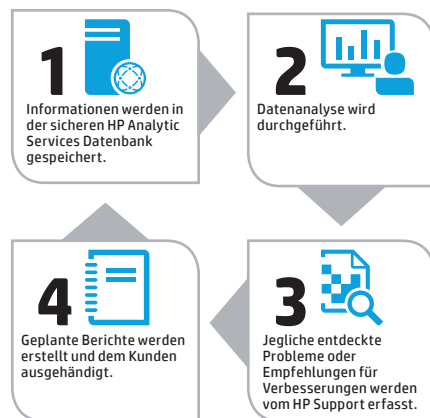 1
Informationen werden in
der sicheren HP Analytic
Services Datenbank
gespeichert.
2
Datenanalyse wird
durchgeführt.
3
Jegliche entdeckte
Probleme oder
Empfehlungen für
Verbesserungen werden
vom HP Support erfasst.
4
Geplante Berichte werden
erstellt und dem Kunden
ausgehändigt.